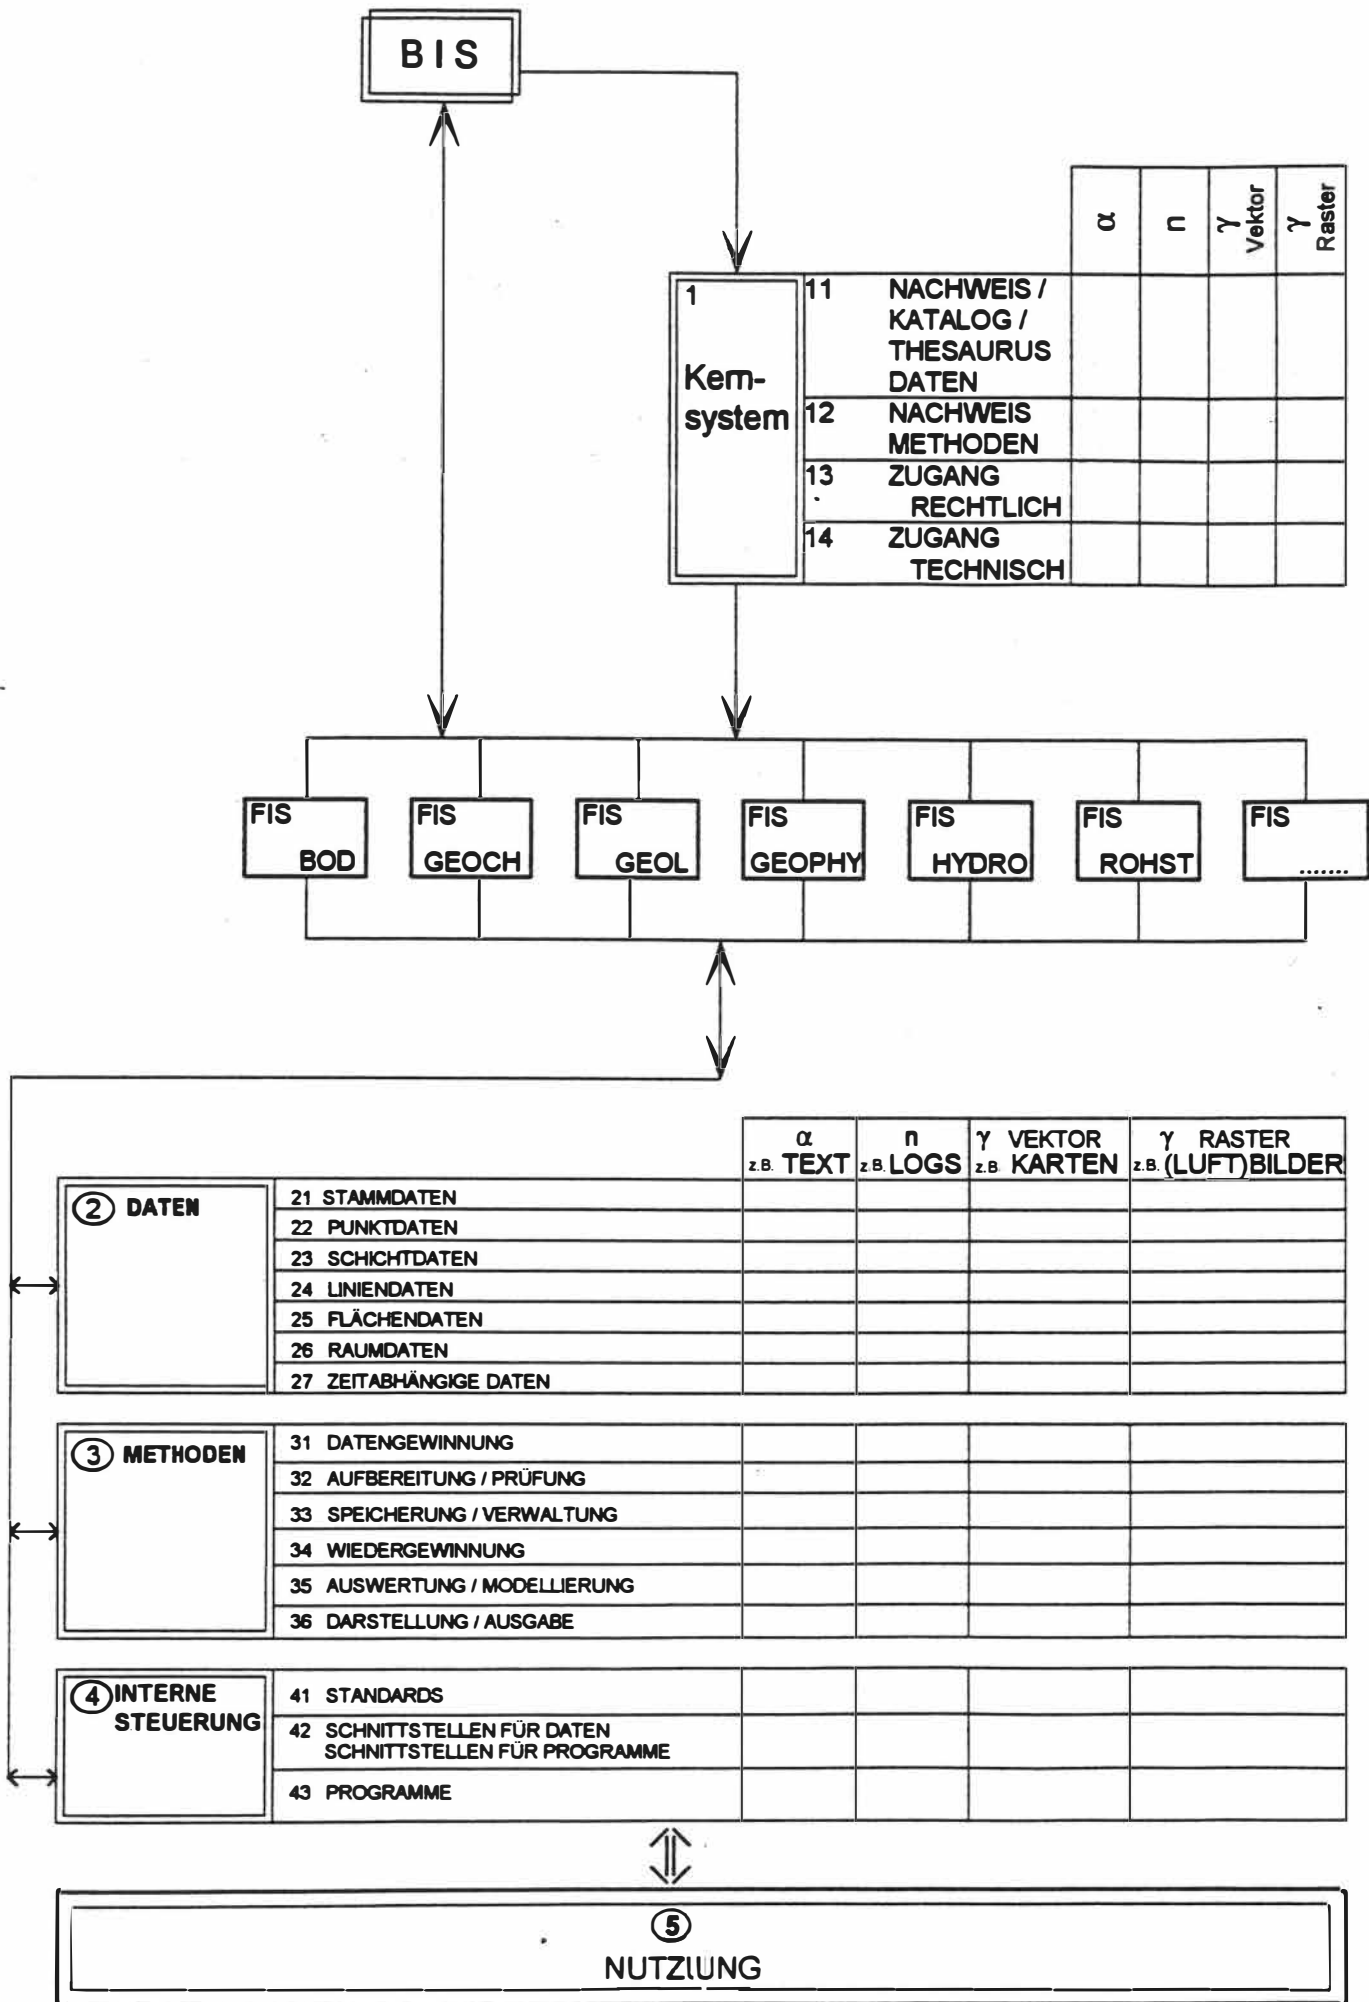 BIS
α n γ Vektor γ Raster
1
Kern-
system
11 NACHWEIS /
KATALOG /
THESAURUS
DATEN
12 NACHWEIS
METHODEN
13 ZUGANG
RECHTLICH
14 ZUGANG
TECHNISCH
FIS BOD
FIS GEOCH
FIS GEOL
FIS GEOPHY
FIS HYDRO
FIS ROHST
FIS .......
α n γ VEKTOR γ RASTER
z.B. TEXT z.B. LOGS z.B. KARTEN z.B. (LUFT)BILDER
2 DATEN
21 STAMMDATEN
22 PUNKTDATEN
23 SCHICHTDATEN
24 LINIENDATEN
25 FLÄCHENDATEN
26 RAUMDATEN
27 ZEITABHÄNGIGE DATEN
3 METHODEN
31 DATENGEWINNUNG
32 AUFBEREITUNG / PRÜFUNG
33 SPEICHERUNG / VERWALTUNG
34 WIEDERGEWINNUNG
35 AUSWERTUNG / MODELLIERUNG
36 DARSTELLUNG / AUSGABE
4 INTERNE
STEUERUNG
41 STANDARDS
42 SCHNITTSTELLEN FÜR DATEN
SCHNITTSTELLEN FÜR PROGRAMME
43 PROGRAMME
5
NUTZUNG